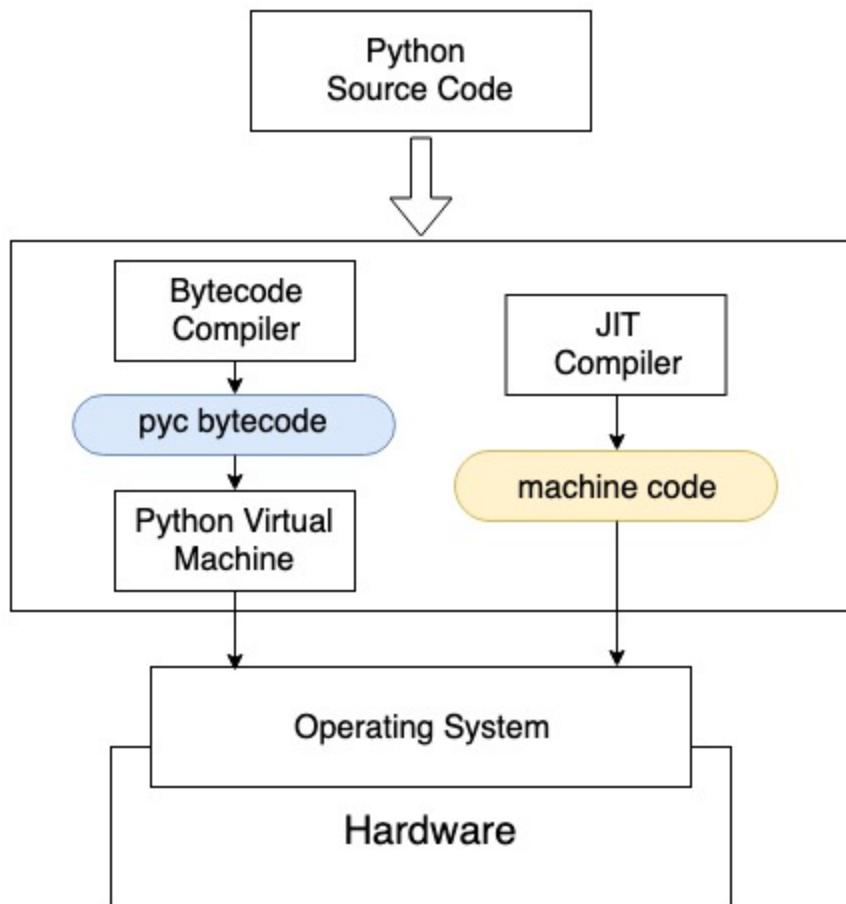 Python
Source Code
Bytecode
Compiler
pyc bytecode
Python Virtual
Machine
JIT
Compiler
machine code
Operating System
Hardware